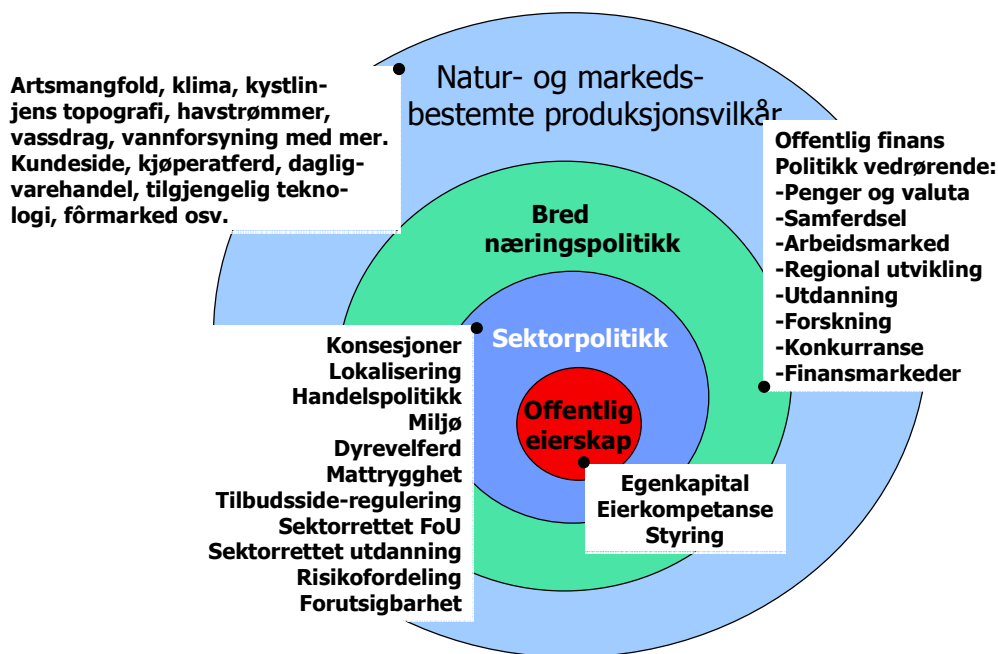 Artsmangfold, klima, kystlin-
jens topografi, havstrømmer,
vassdrag, vannforsyning med mer.
Kundeside, kjøperatferd, daglig-
varehandel, tilgjengelig tekno-
logi, fôrmarked osv.
Natur- og markeds-
bestemte produksjonsvilkår
Offentlig finans
Politikk vedrørende:
-Penger og valuta
-Samferdsel
-Arbeidsmarked
-Regional utvikling
-Utdanning
-Forskning
-Konkurranse
-Finansmarkeder
Bred
næringspolitikk
Sektorpolitikk
Konsesjoner
Lokalisering
Handelspolitikk
Miljø
Dyrevelferd
Mattrygghet
Tilbudsside-regulering
Sektorrettet FoU
Sektorrettet utdanning
Risikofordeling
Forutsigbarhet
Offentlig
eierskap
Egenkapital
Eierkompetanse
Styring